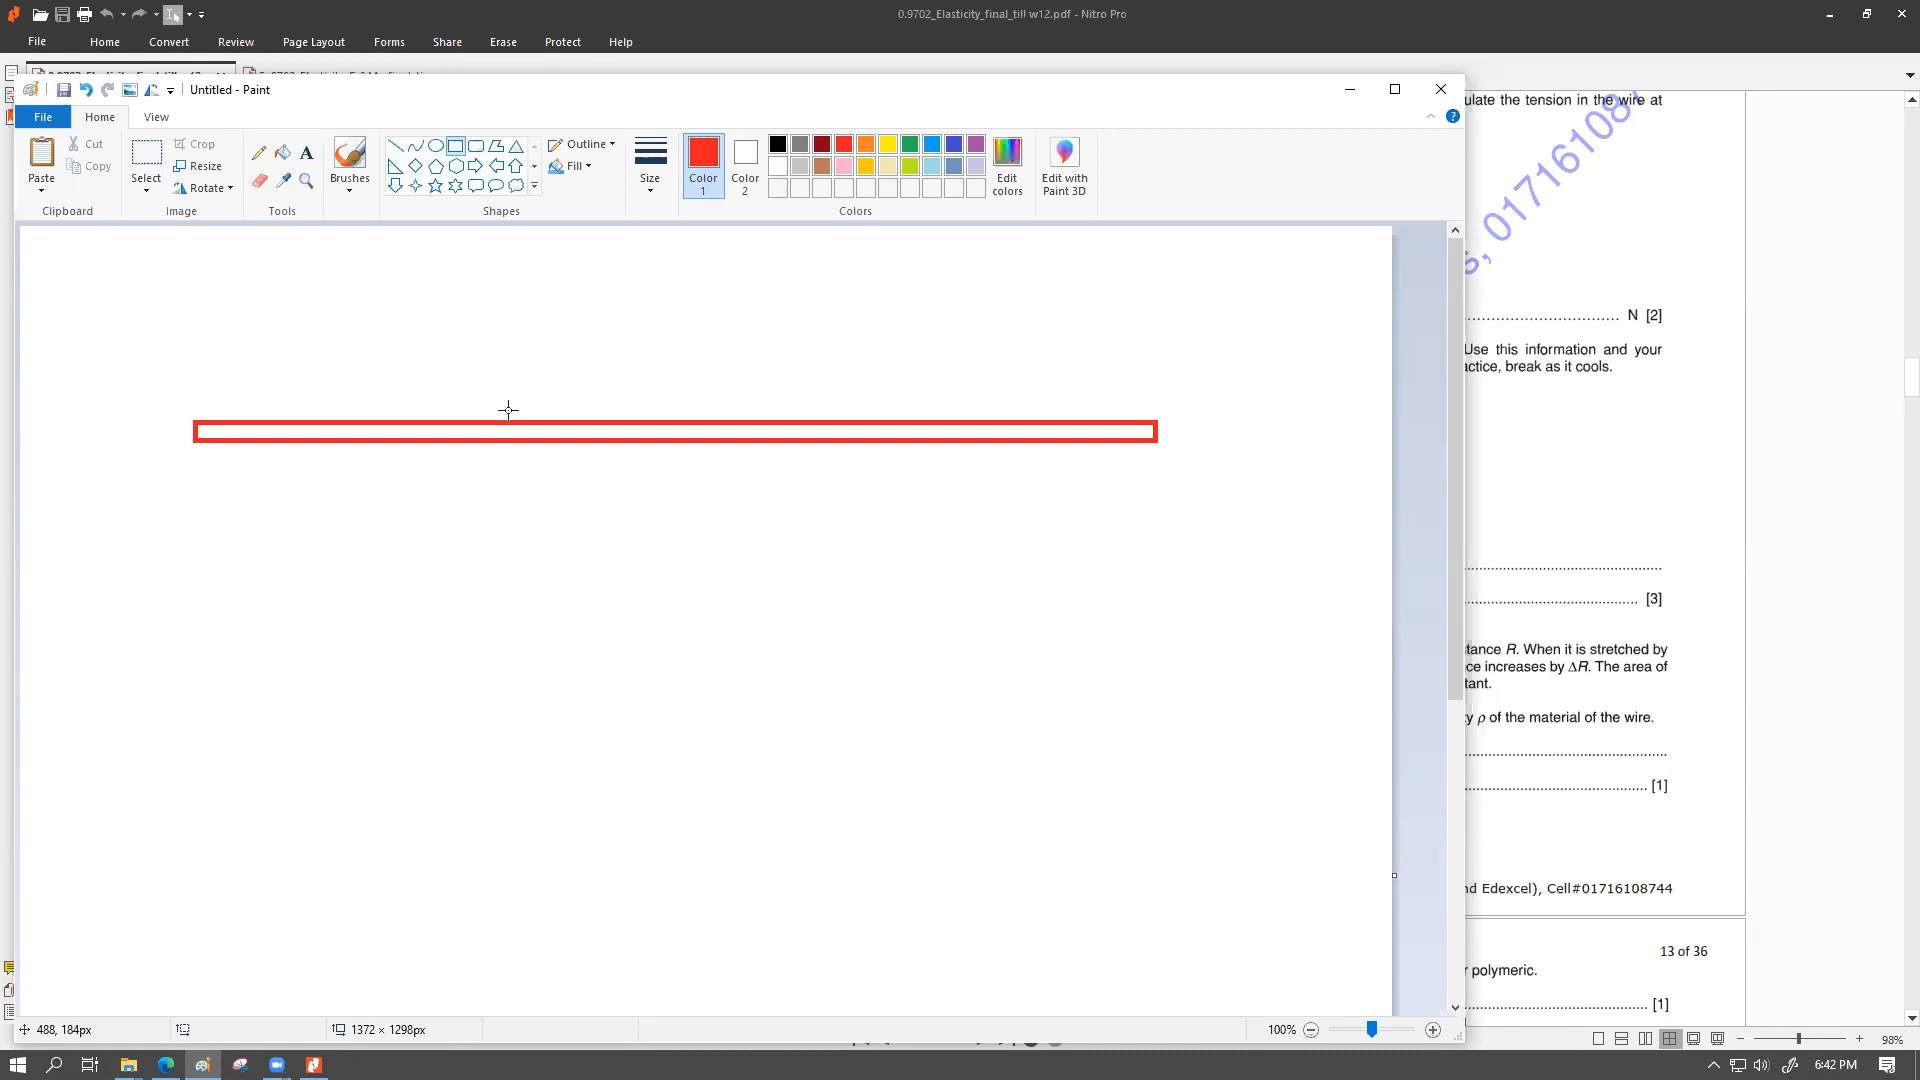 0.9702_Elasticity_final_till w12.pdf - Nitro Pro
File Home Convert Review Page Layout Forms Share Erase Protect Help
Untitled - Paint
File Home View
Paste Cut Copy Clipboard
Select Crop Resize Rotate Image
Tools
Brushes
Outline Fill Shapes
Size
Color 1 Color 2 Edit colors Colors
Edit with Paint 3D
ulate the tension in the wire at
N [2]
Use this information and your
actice, break as it cools.
[3]
tance R. When it is stretched by
ce increases by ΔR. The area of
tant.
y ρ of the material of the wire.
[1]
nd Edexcel), Cell#01716108744
13 of 36
r polymeric.
[1]
s, 01716108
488, 184px 1372 × 1298px 100%
98%
6:42 PM